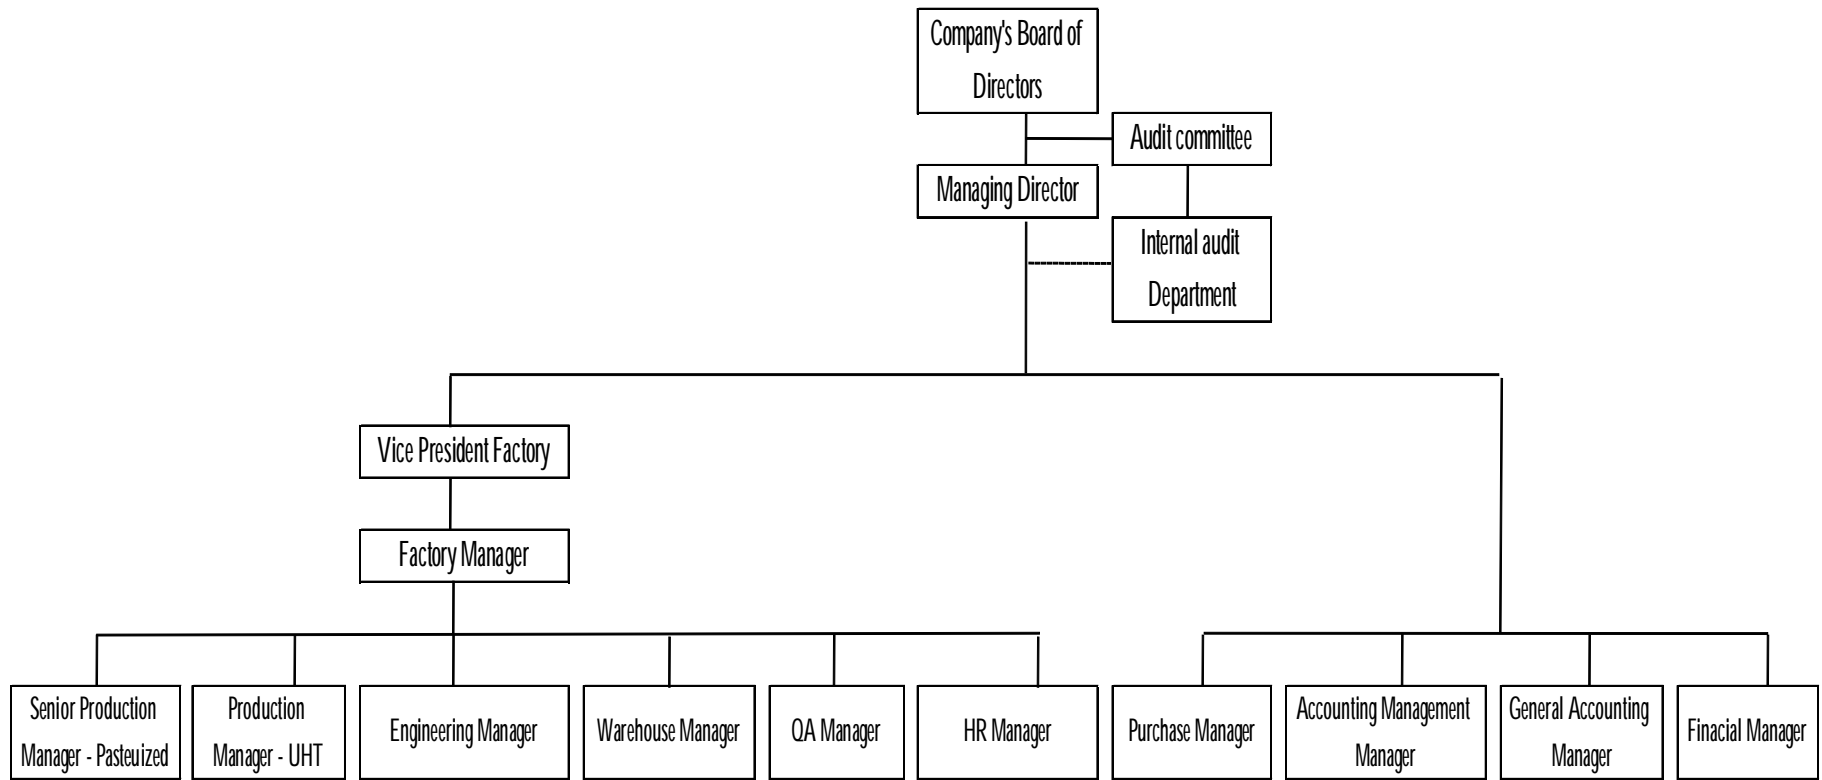 Company's Board of
Directors
Audit committee
Managing Director
Internal audit
Department
Vice President Factory
Factory Manager
Senior Production
Manager - Pasteuized
Production
Manager - UHT
Engineering Manager
Warehouse Manager
QA Manager
HR Manager
Purchase Manager
Accounting Management
Manager
General Accounting
Manager
Finacial Manager